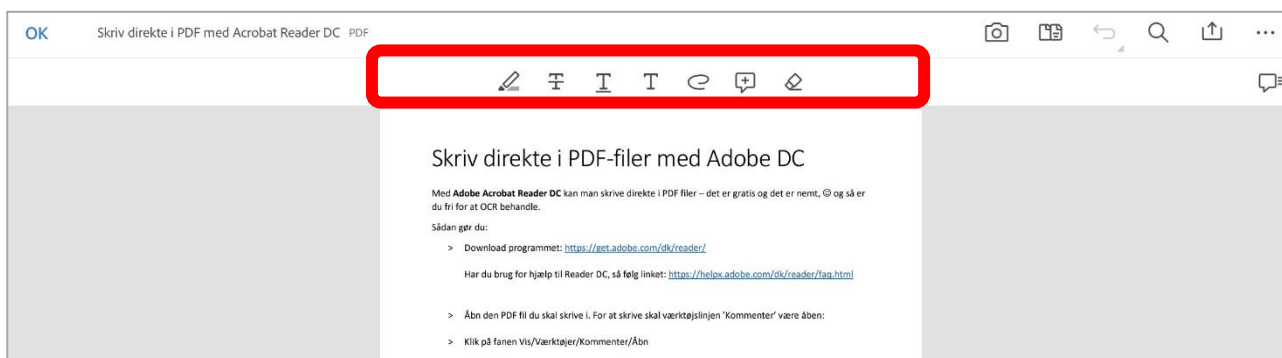 OK Skriv direkte i PDF med Acrobat Reader DC PDF
Skriv direkte i PDF-filer med Adobe DC
Med Adobe Acrobat Reader DC kan man skrive direkte i PDF filer – det er gratis og det er nemt, ☺ og så er
du fri for at OCR behandle.
Sådan gør du:
> Download programmet: https://get.adobe.com/dk/reader/
Har du brug for hjælp til Reader DC, så følg linket: https://helpx.adobe.com/dk/reader/faq.html
> Åbn den PDF fil du skal skrive i. For at skrive skal værktøjslinjen 'Kommenter' være åben:
> Klik på fanen Vis/Værktøjer/Kommenter/Åbn